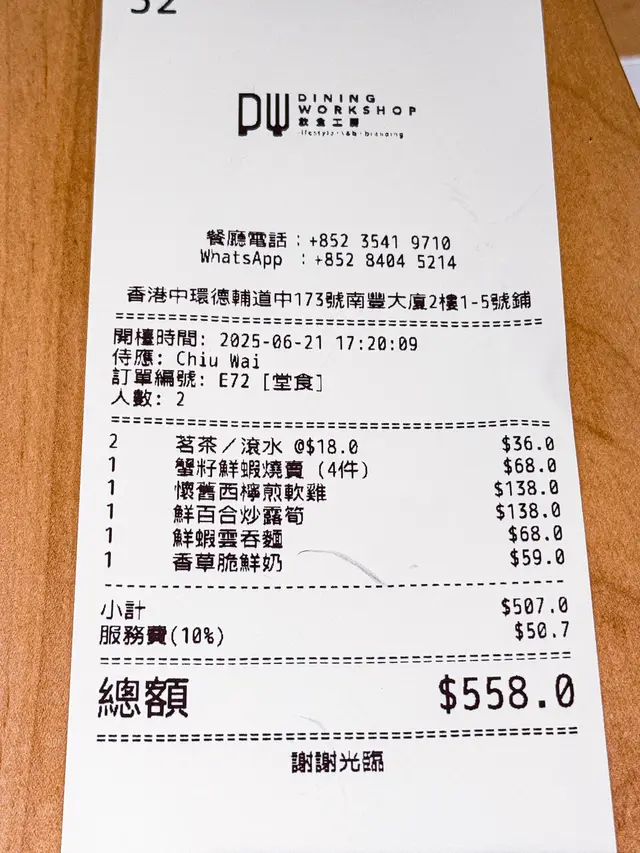 52
DINING
WORKSHOP
飲食工房
餐廳電話：+852 3541 9710
WhatsApp ：+852 8404 5214
香港中環德輔道中173號南豐大廈2樓1-5號鋪
開檯時間: 2025-06-21 17:20:09
侍應: Chiu Wai
訂單編號: E72 [堂食]
人數: 2
2 茗茶／滾水 @$18.0 $36.0
1 蟹籽鮮蝦燒賣 (4件) $68.0
1 懷舊西檸煎軟雞 $138.0
1 鮮百合炒露筍 $138.0
1 鮮蝦雲吞麵 $68.0
1 香草脆鮮奶 $59.0
小計 $507.0
服務費(10%) $50.7
總額 $558.0
謝謝光臨